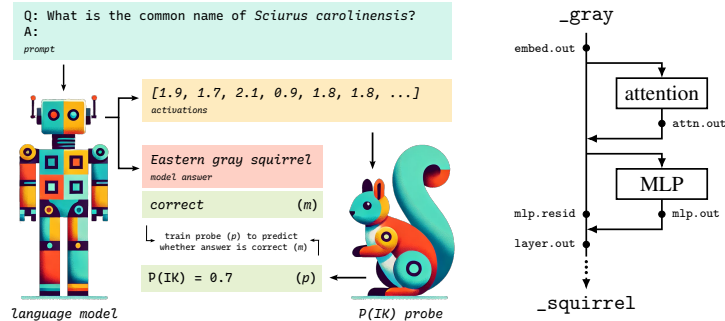 Q: What is the common name of Sciurus carolinensis?
A:
prompt
[1.9, 1.7, 2.1, 0.9, 1.8, 1.8, ...]
activations
Eastern gray squirrel
model answer
correct (m)
train probe (p) to predict
whether answer is correct (m)
P(IK) = 0.7 (p)
language model
P(IK) probe
_gray
embed.out
attention
attn.out
MLP
mlp.resid
mlp.out
layer.out
_squirrel